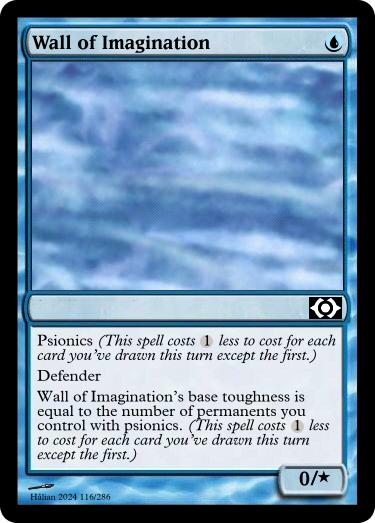 Wall of Imagination
Psionics (This spell costs 1 less to cost for each
card you've drawn this turn except the first.)
Defender
Wall of Imagination's base toughness is
equal to the number of permanents you
control with psionics. (This spell costs 1 less
to cost for each card you've drawn this turn
except the first.)
0/★
Hålian 2024 116/286